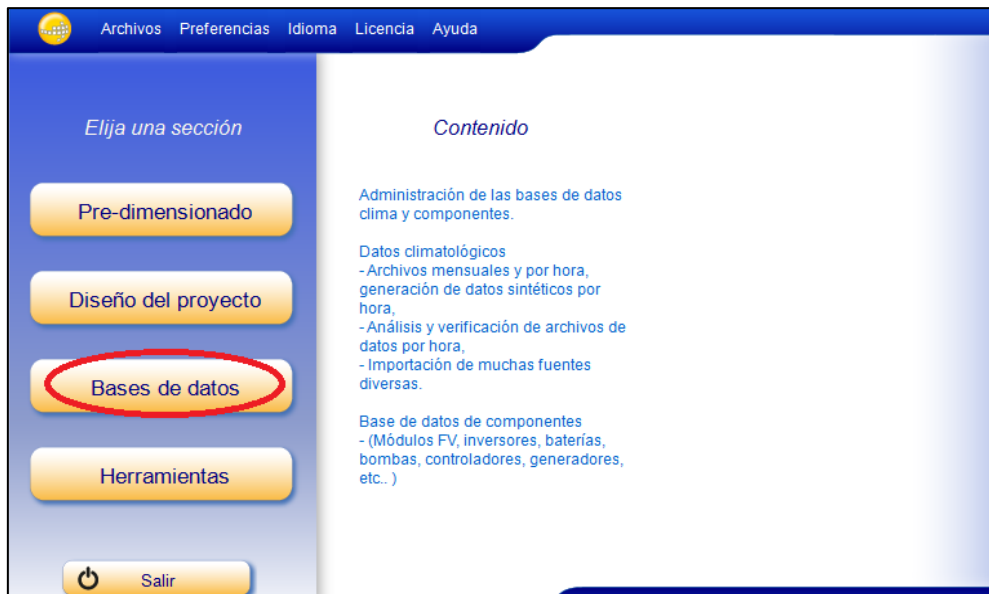 Archivos Preferencias Idioma Licencia Ayuda
Elija una sección
Pre-dimensionado
Diseño del proyecto
Bases de datos
Herramientas
Salir
Contenido
Administración de las bases de datos
clima y componentes.
Datos climatológicos
- Archivos mensuales y por hora,
generación de datos sintéticos por
hora,
- Análisis y verificación de archivos de
datos por hora,
- Importación de muchas fuentes
diversas.
Base de datos de componentes
- (Módulos FV, inversores, baterías,
bombas, controladores, generadores,
etc.. )